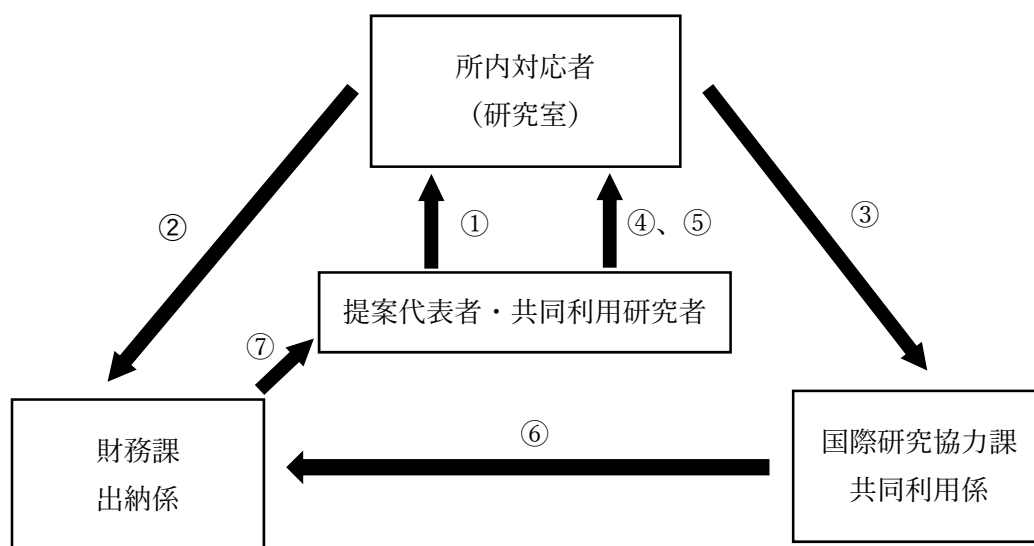 所内対応者
（研究室）
②
①
④、⑤
③
提案代表者・共同利用研究者
⑦
財務課
出納係
⑥
国際研究協力課
共同利用係